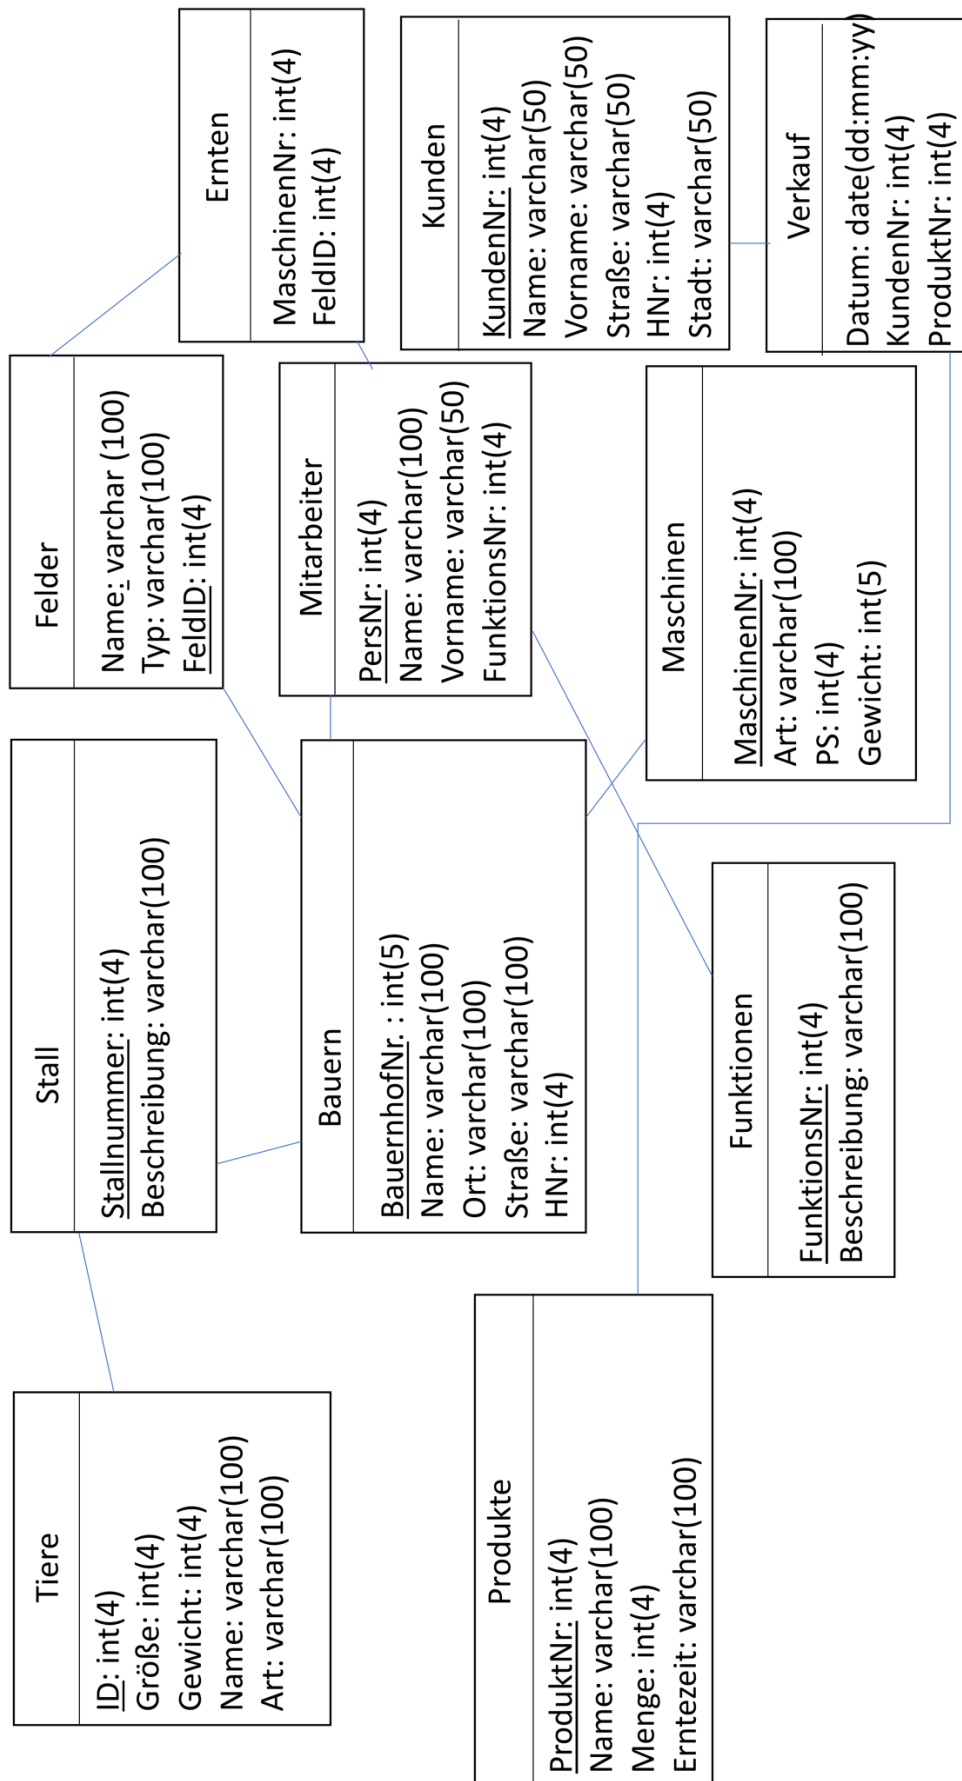 Tiere
ID: int(4)
Größe: int(4)
Gewicht: int(4)
Name: varchar(100)
Art: varchar(100)
Stall
Stallnummer: int(4)
Beschreibung: varchar(100)
Felder
Name: varchar (100)
Typ: varchar(100)
FeldID: int(4)
Ernten
MaschinenNr: int(4)
FeldID: int(4)
Bauern
BauernhofNr. : int(5)
Name: varchar(100)
Ort: varchar(100)
Straße: varchar(100)
HNr: int(4)
Mitarbeiter
PersNr: int(4)
Name: varchar(100)
Vorname: varchar(50)
FunktionsNr: int(4)
Kunden
KundenNr: int(4)
Name: varchar(50)
Vorname: varchar(50)
Straße: varchar(50)
HNr: int(4)
Stadt: varchar(50)
Produkte
ProduktNr: int(4)
Name: varchar(100)
Menge: int(4)
Erntezeit: varchar(100)
Funktionen
FunktionsNr: int(4)
Beschreibung: varchar(100)
Maschinen
MaschinenNr: int(4)
Art: varchar(100)
PS: int(4)
Gewicht: int(5)
Verkauf
Datum: date(dd:mm:yy)
KundenNr: int(4)
ProduktNr: int(4)